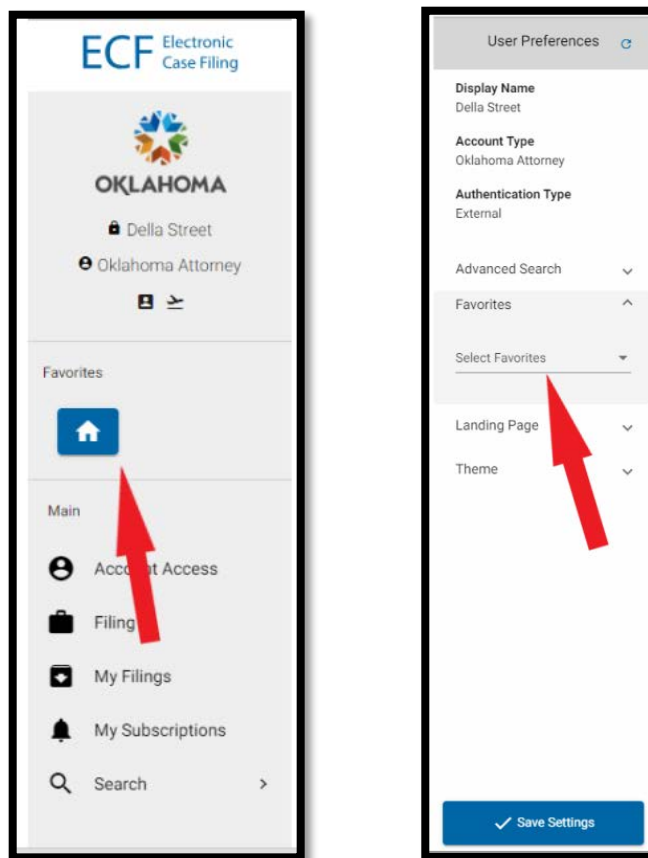 ECF Electronic
Case Filing
OKLAHOMA
Della Street
Oklahoma Attorney
Favorites
Main
Account Access
Filing
My Filings
My Subscriptions
Search
User Preferences
Display Name
Della Street
Account Type
Oklahoma Attorney
Authentication Type
External
Advanced Search
Favorites
Select Favorites
Landing Page
Theme
Save Settings